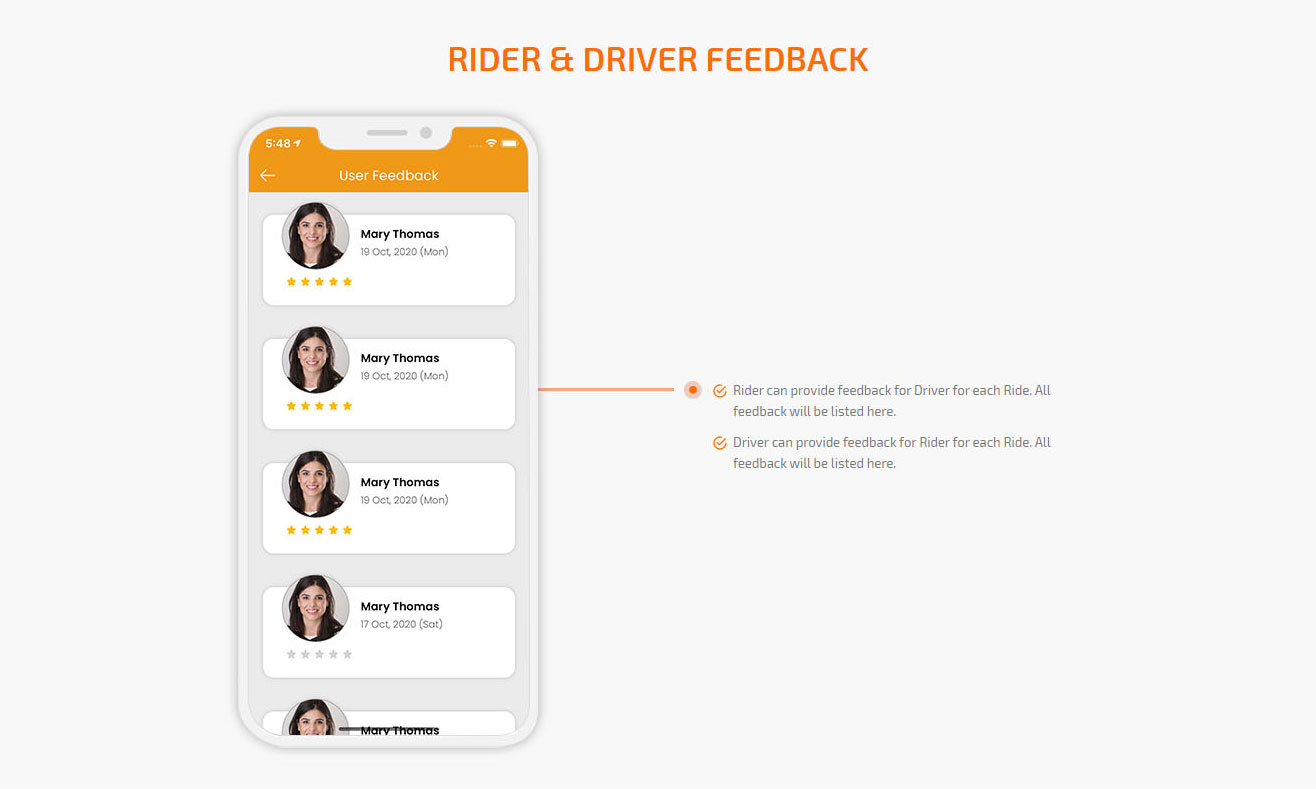 RIDER & DRIVER FEEDBACK
5:48
User Feedback
Mary Thomas
19 Oct, 2020 (Mon)
Mary Thomas
19 Oct, 2020 (Mon)
Mary Thomas
19 Oct, 2020 (Mon)
Mary Thomas
17 Oct, 2020 (Sat)
Mary Thomas
Rider can provide feedback for Driver for each Ride. All
feedback will be listed here.
Driver can provide feedback for Rider for each Ride. All
feedback will be listed here.